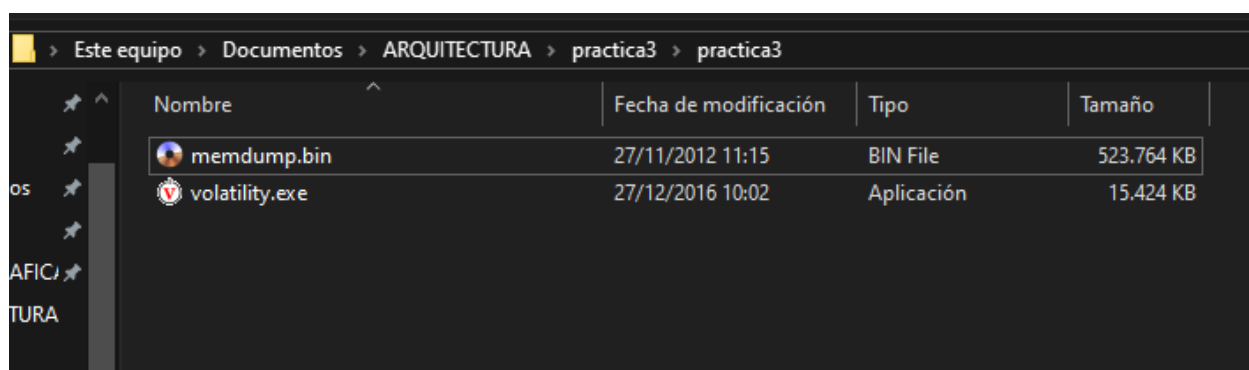 Este equipo > Documentos > ARQUITECTURA > practica3 > practica3
Nombre Fecha de modificación Tipo Tamaño
memdump.bin 27/11/2012 11:15 BIN File 523.764 KB
os volatility.exe 27/12/2016 10:02 Aplicación 15.424 KB
AFICA
TURA